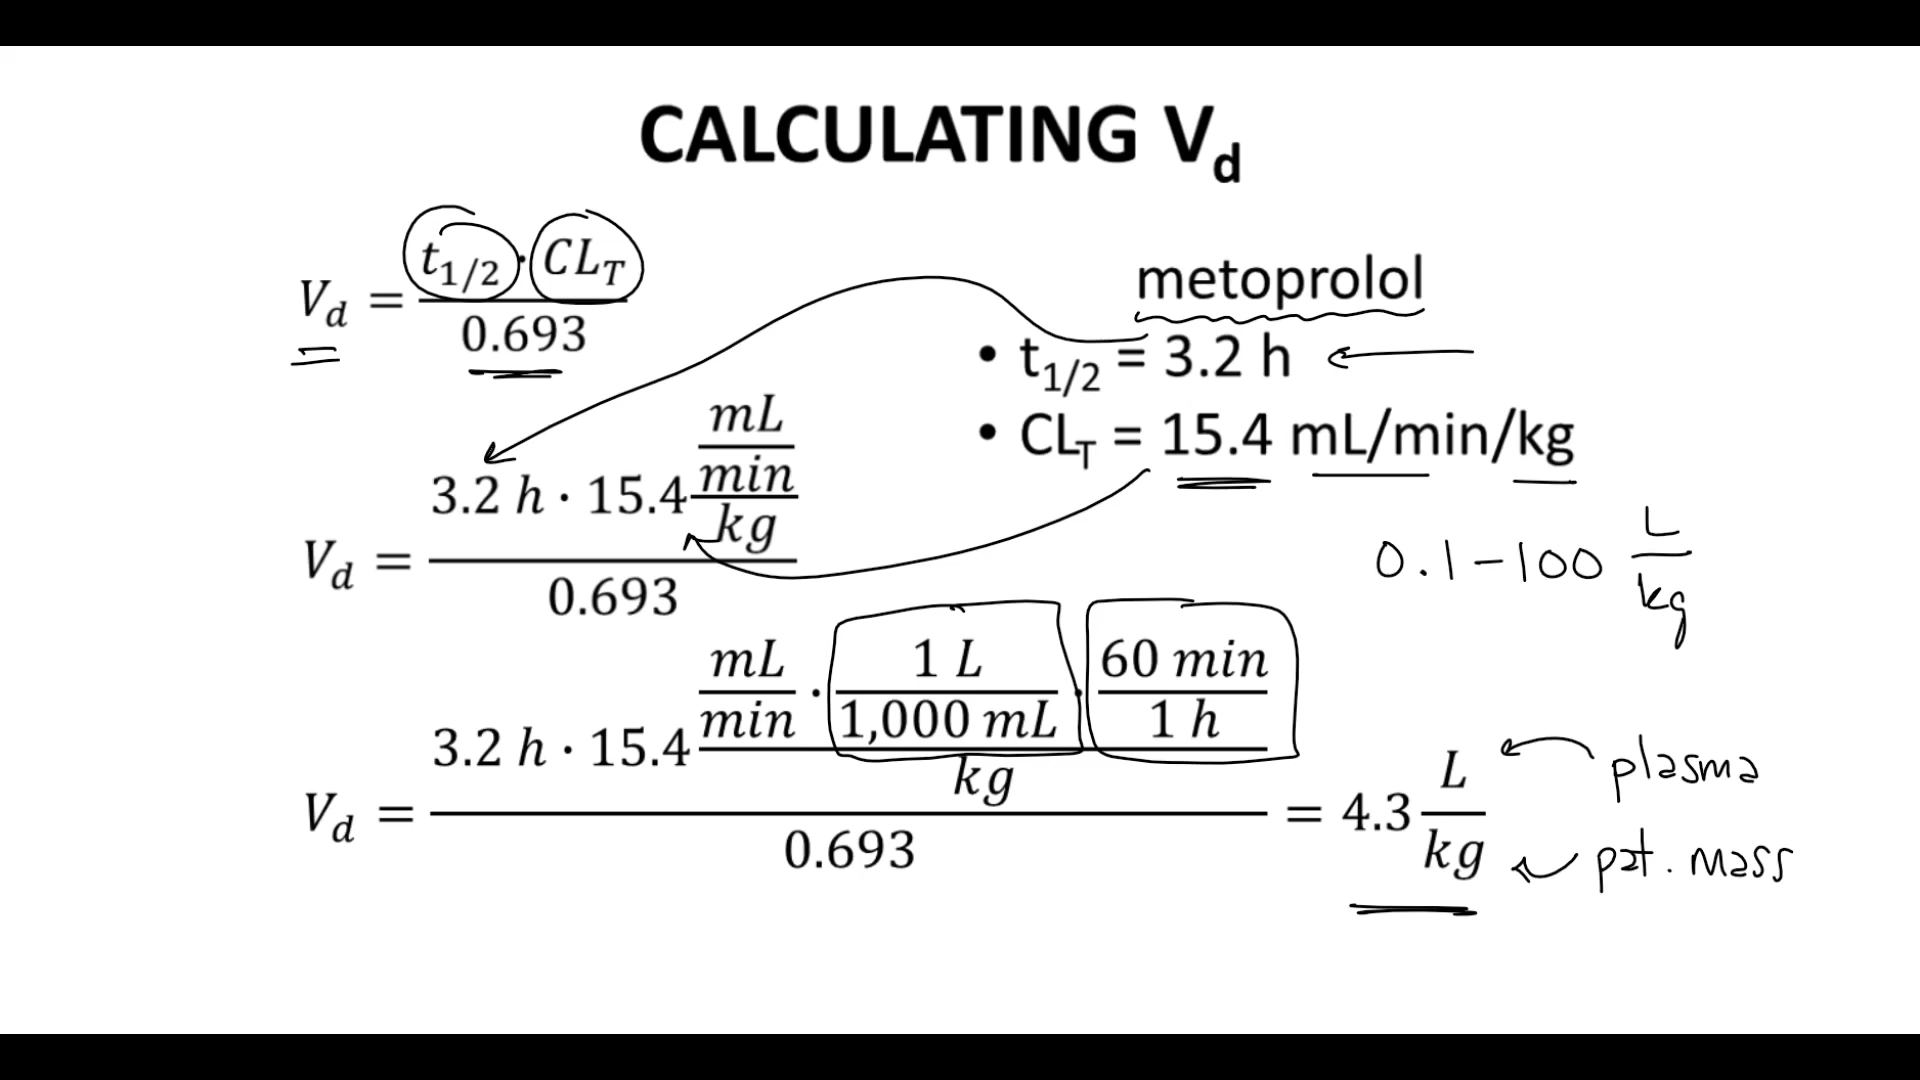 CALCULATING Vd
Vd = t1/2 · CLT / 0.693
metoprolol
• t1/2 = 3.2 h
• CLT = 15.4 mL/min/kg
Vd = 3.2 h · 15.4 mL/min/kg / 0.693
0.1 – 100 L/kg
Vd = 3.2 h · 15.4 mL/min · 1 L/1,000 mL · 60 min/1 h / kg / 0.693 = 4.3 L/kg
plasma
pat. mass